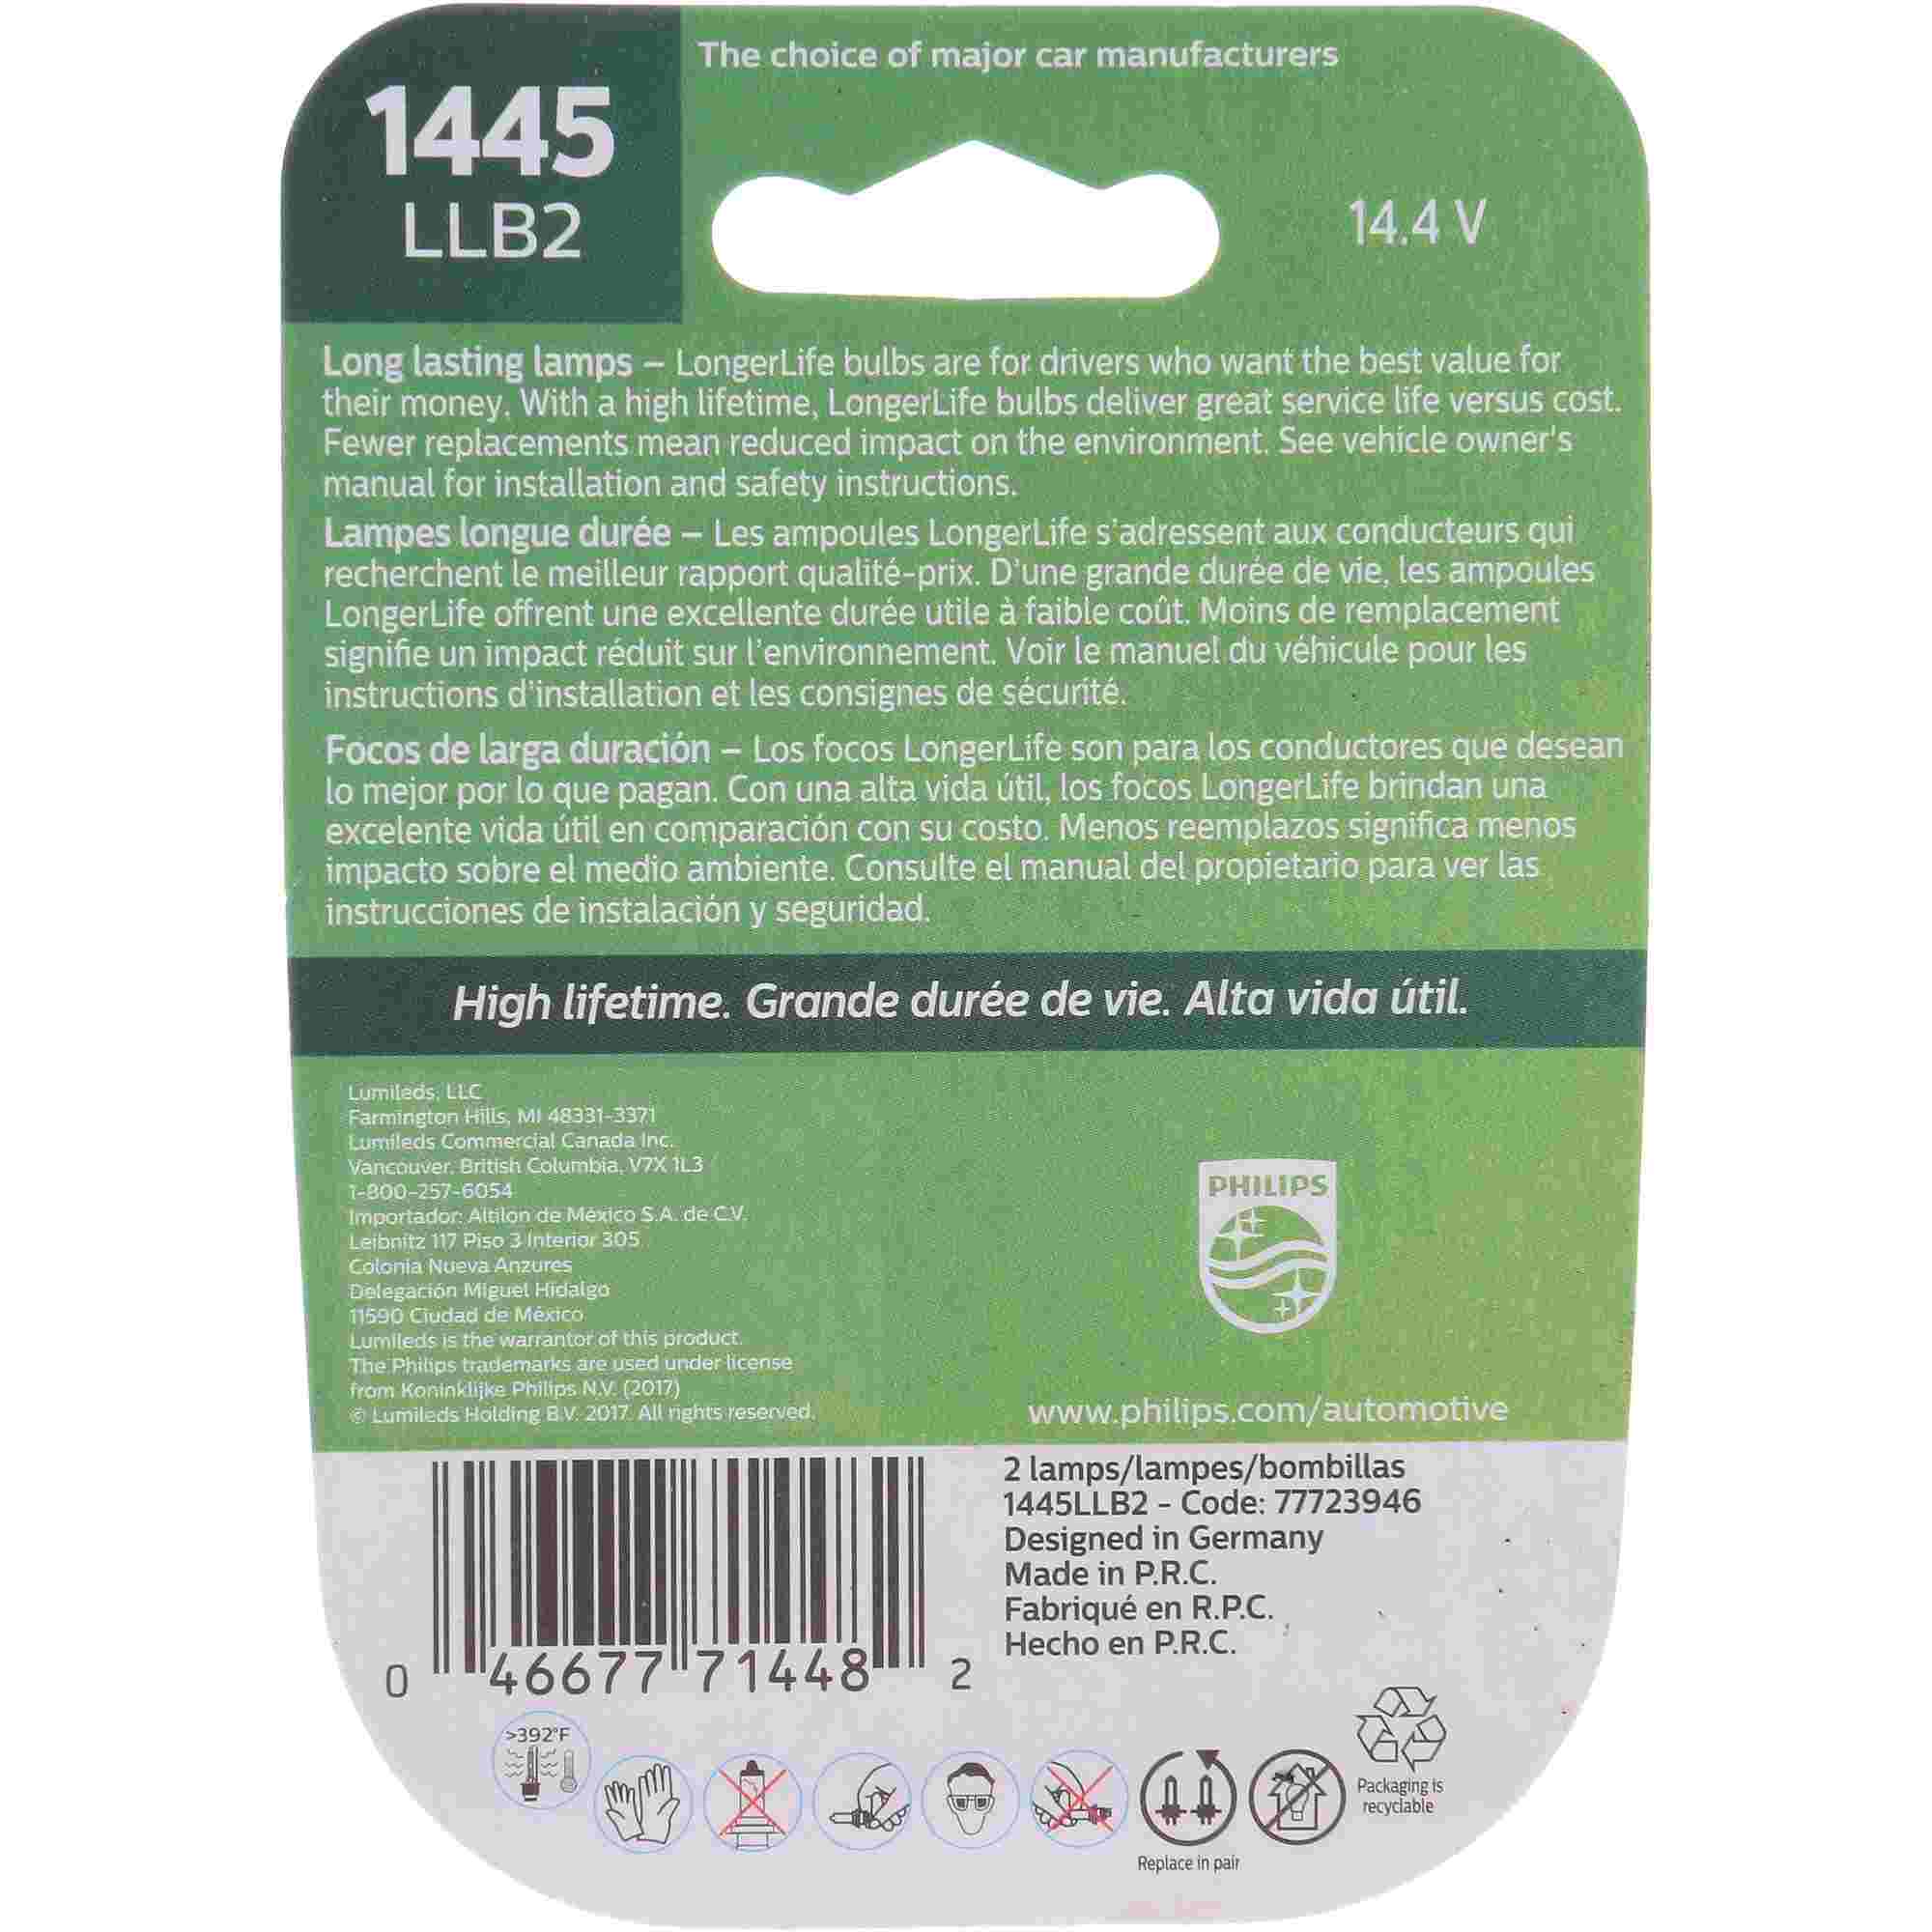 The choice of major car manufacturers
1445
LLB2
14.4 V
Long lasting lamps – LongerLife bulbs are for drivers who want the best value for
their money. With a high lifetime, LongerLife bulbs deliver great service life versus cost.
Fewer replacements mean reduced impact on the environment. See vehicle owner's
manual for installation and safety instructions.
Lampes longue durée – Les ampoules LongerLife s'adressent aux conducteurs qui
recherchent le meilleur rapport qualité-prix. D'une grande durée de vie, les ampoules
LongerLife offrent une excellente durée utile à faible coût. Moins de remplacement
signifie un impact réduit sur l'environnement. Voir le manuel du véhicule pour les
instructions d'installation et les consignes de sécurité.
Focos de larga duración – Los focos LongerLife son para los conductores que desean
lo mejor por lo que pagan. Con una alta vida útil, los focos LongerLife brindan una
excelente vida útil en comparación con su costo. Menos reemplazos significa menos
impacto sobre el medio ambiente. Consulte el manual del propietario para ver las
instrucciones de instalación y seguridad.
High lifetime. Grande durée de vie. Alta vida útil.
Lumileds, LLC
Farmington Hills, MI 48331-3371
Lumileds Commercial Canada Inc.
Vancouver, British Columbia, V7X 1L3
1-800-257-6054
Importador: Altilon de México S.A. de C.V.
Leibnitz 117 Piso 3 Interior 305
Colonia Nueva Anzures
Delegación Miguel Hidalgo
11590 Ciudad de México
Lumileds is the warrantor of this product.
The Philips trademarks are used under license
from Koninklijke Philips N.V. (2017)
© Lumileds Holding B.V. 2017. All rights reserved.
PHILIPS
www.philips.com/automotive
2 lamps/lampes/bombillas
1445LLB2 - Code: 77723946
Designed in Germany
Made in P.R.C.
Fabriqué en R.P.C.
Hecho en P.R.C.
0 46677 71448 2
>392°F
Replace in pair
Packaging is
recyclable